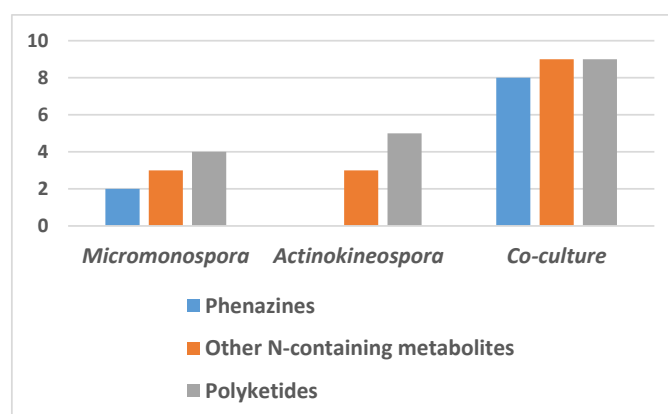 10
8
6
4
2
0
Micromonospora Actinokineospora Co-culture
Phenazines
Other N-containing metabolites
Polyketides